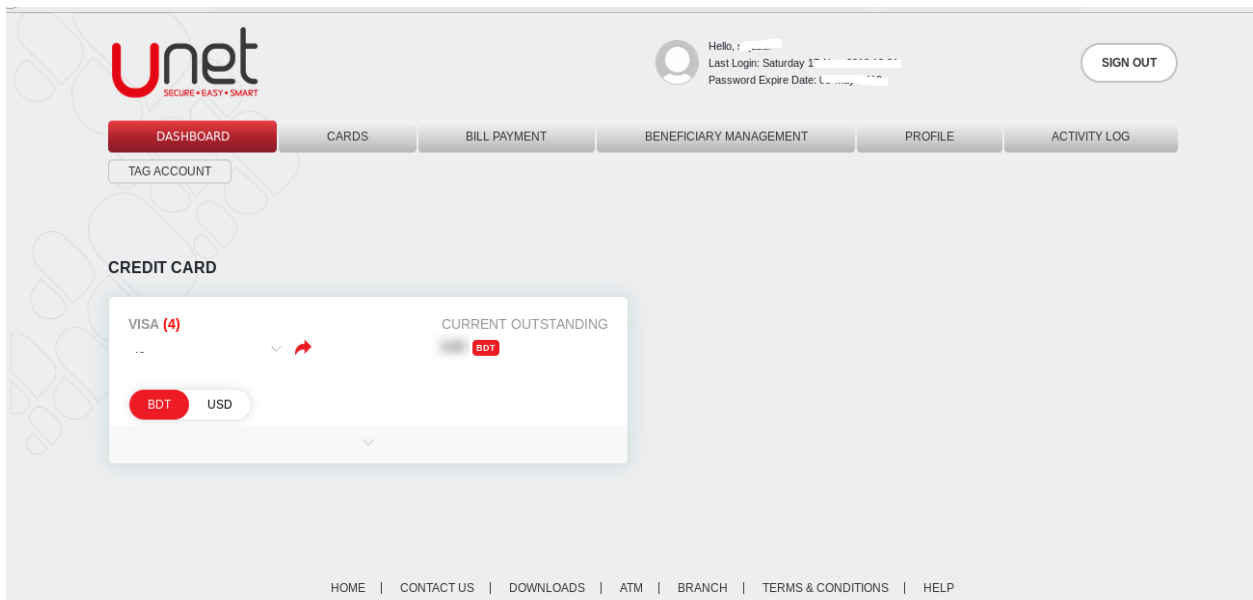 Unet
SECURE • EASY • SMART
Hello,
Last Login: Saturday
Password Expire Date:
SIGN OUT
DASHBOARD CARDS BILL PAYMENT BENEFICIARY MANAGEMENT PROFILE ACTIVITY LOG
TAG ACCOUNT
CREDIT CARD
VISA (4) CURRENT OUTSTANDING
BDT
BDT USD
HOME | CONTACT US | DOWNLOADS | ATM | BRANCH | TERMS & CONDITIONS | HELP